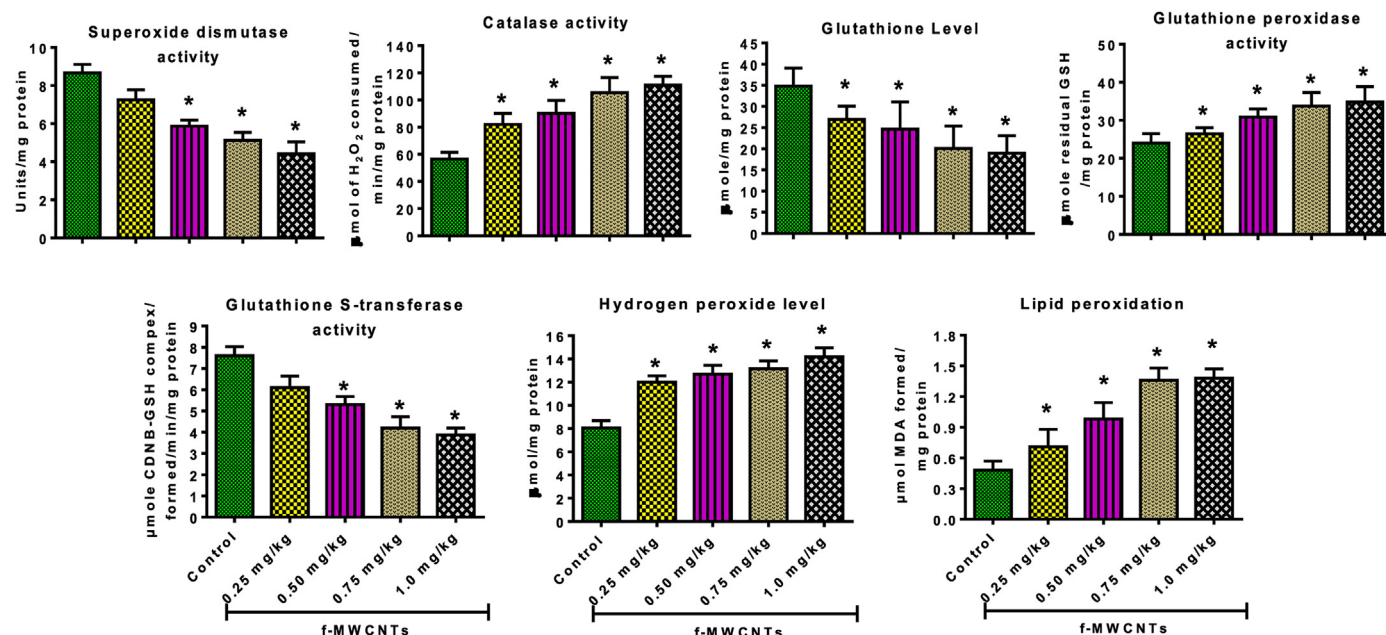 Superoxide dismutase
activity
Units/mg protein
10
8
6
4
2
0
*
*
*
Catalase activity
mol of H₂O₂ consumed/
min/mg protein
140
120
100
80
60
40
20
0
*
*
*
*
Glutathione Level
mole/mg protein
45
40
35
30
25
20
15
10
5
0
*
*
*
*
Glutathione peroxidase
activity
mole residual GSH
/mg protein
50
40
30
20
10
0
*
*
*
*
Glutathione S-transferase
activity
µmole CDNB-GSH compex/
formed/min/mg protein
9
8
7
6
5
4
3
2
1
0
*
*
*
Control
0.25 mg/kg
0.50 mg/kg
0.75 mg/kg
1.0 mg/kg
f-MWCNTs
Hydrogen peroxide level
mol/mg protein
16
14
12
10
8
6
4
2
0
*
*
*
*
Control
0.25 mg/kg
0.50 mg/kg
0.75 mg/kg
1.0 mg/kg
f-MWCNTs
Lipid peroxidation
µmol MDA formed/
mg protein
1.8
1.5
1.2
0.9
0.6
0.3
0.0
*
*
*
*
Control
0.25 mg/kg
0.50 mg/kg
0.75 mg/kg
1.0 mg/kg
f-MWCNTs